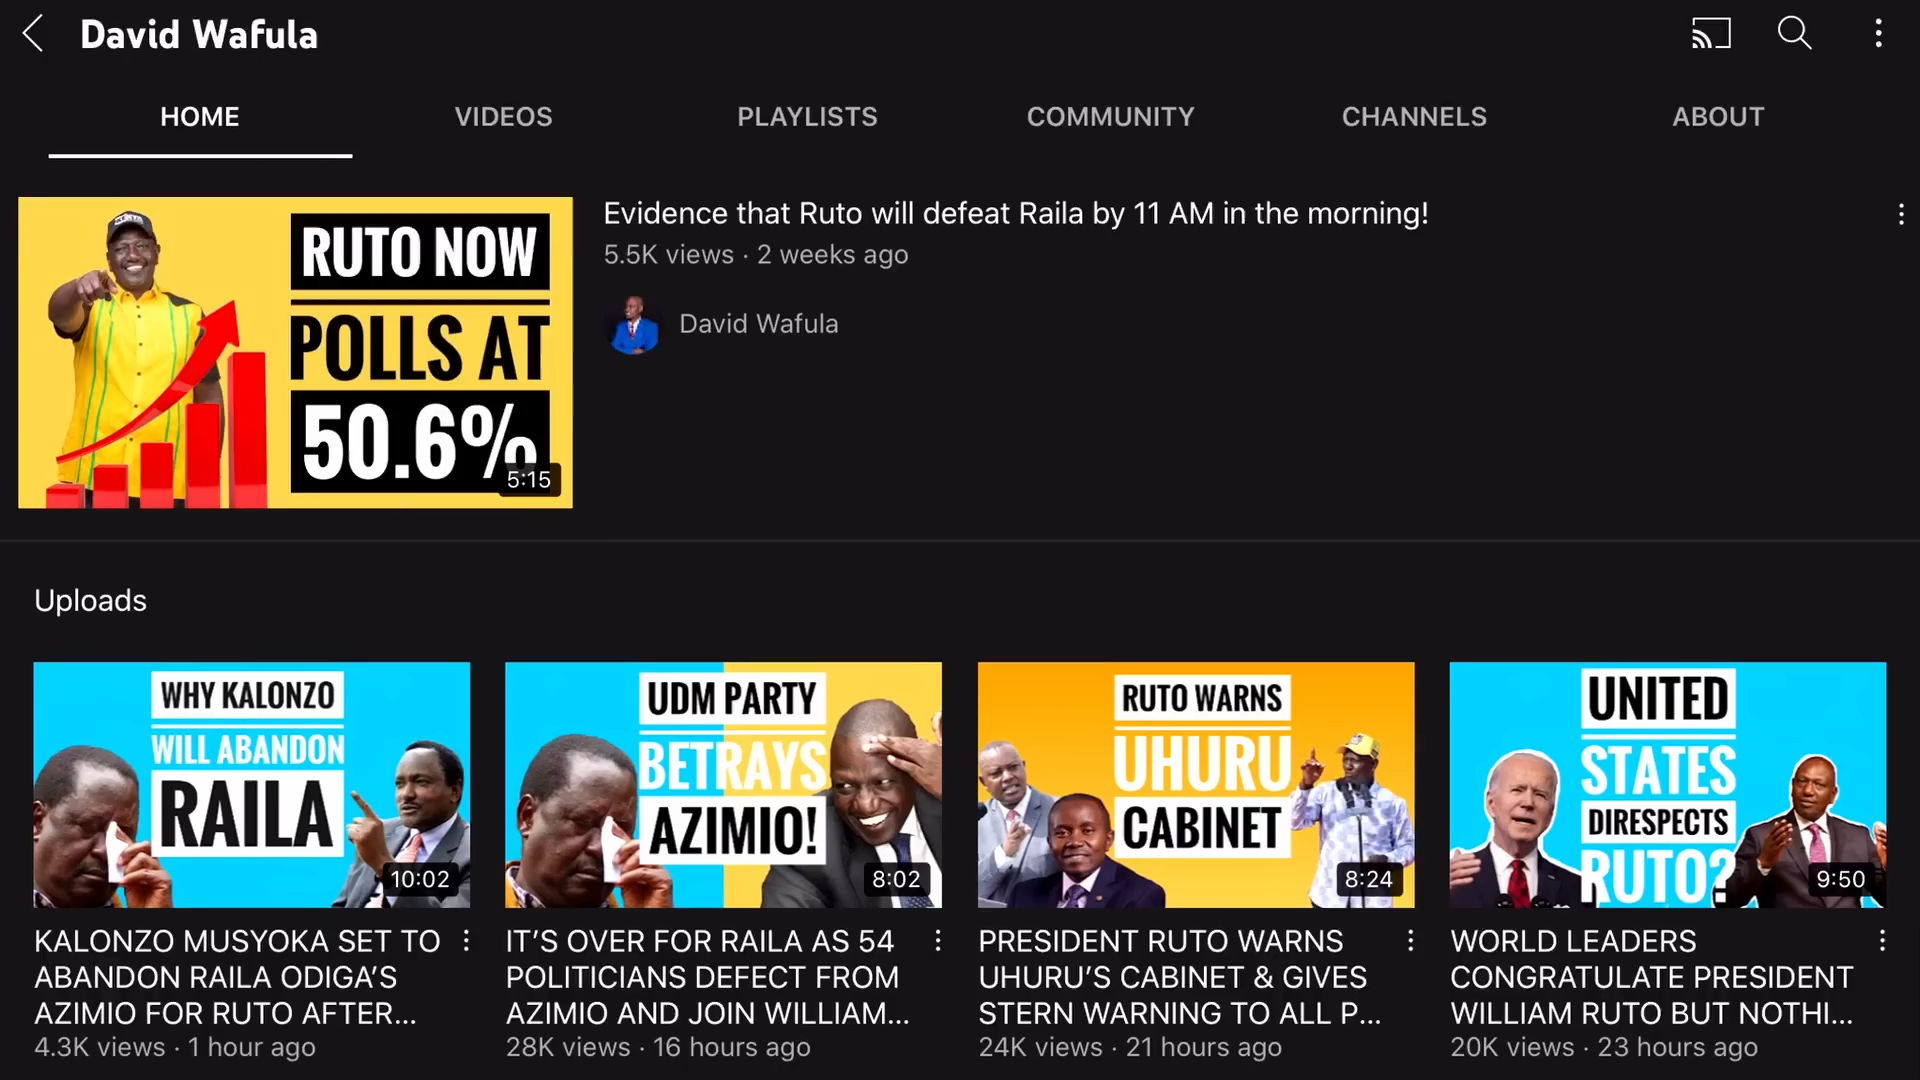 David Wafula
HOME
VIDEOS
PLAYLISTS
COMMUNITY
CHANNELS
ABOUT
RUTO NOW
POLLS AT
50.6%
5:15
Evidence that Ruto will defeat Raila by 11 AM in the morning!
5.5K views · 2 weeks ago
David Wafula
Uploads
WHY KALONZO
WILL ABANDON
RAILA
10:02
KALONZO MUSYOKA SET TO
ABANDON RAILA ODIGA'S
AZIMIO FOR RUTO AFTER...
4.3K views · 1 hour ago
UDM PARTY
BETRAYS
AZIMIO!
8:02
IT'S OVER FOR RAILA AS 54
POLITICIANS DEFECT FROM
AZIMIO AND JOIN WILLIAM...
28K views · 16 hours ago
RUTO WARNS
UHURU
CABINET
8:24
PRESIDENT RUTO WARNS
UHURU'S CABINET & GIVES
STERN WARNING TO ALL P...
24K views · 21 hours ago
UNITED
STATES
DIRESPECTS
RUTO?
9:50
WORLD LEADERS
CONGRATULATE PRESIDENT
WILLIAM RUTO BUT NOTHI...
20K views · 23 hours ago